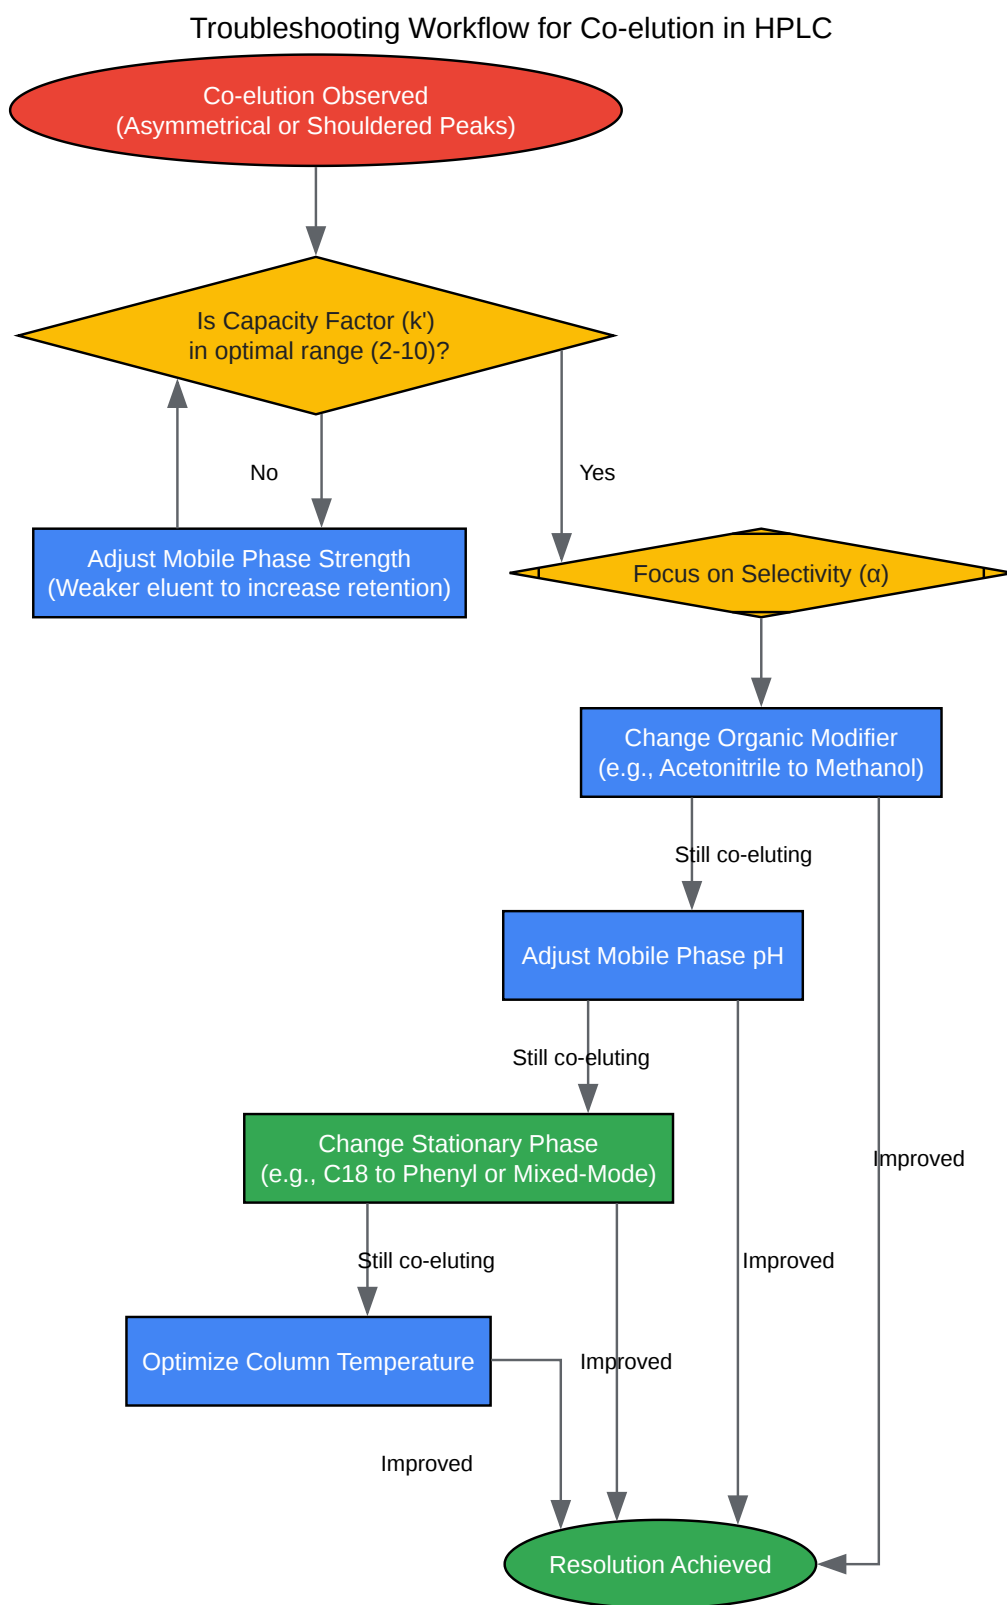 Troubleshooting Workflow for Co-elution in HPLC
Co-elution Observed
(Asymmetrical or Shouldered Peaks)
Is Capacity Factor (k')
in optimal range (2-10)?
No
Yes
Adjust Mobile Phase Strength
(Weaker eluent to increase retention)
Focus on Selectivity (α)
Change Organic Modifier
(e.g., Acetonitrile to Methanol)
Still co-eluting
Adjust Mobile Phase pH
Still co-eluting
Change Stationary Phase
(e.g., C18 to Phenyl or Mixed-Mode)
Improved
Still co-eluting
Improved
Optimize Column Temperature
Improved
Improved
Resolution Achieved